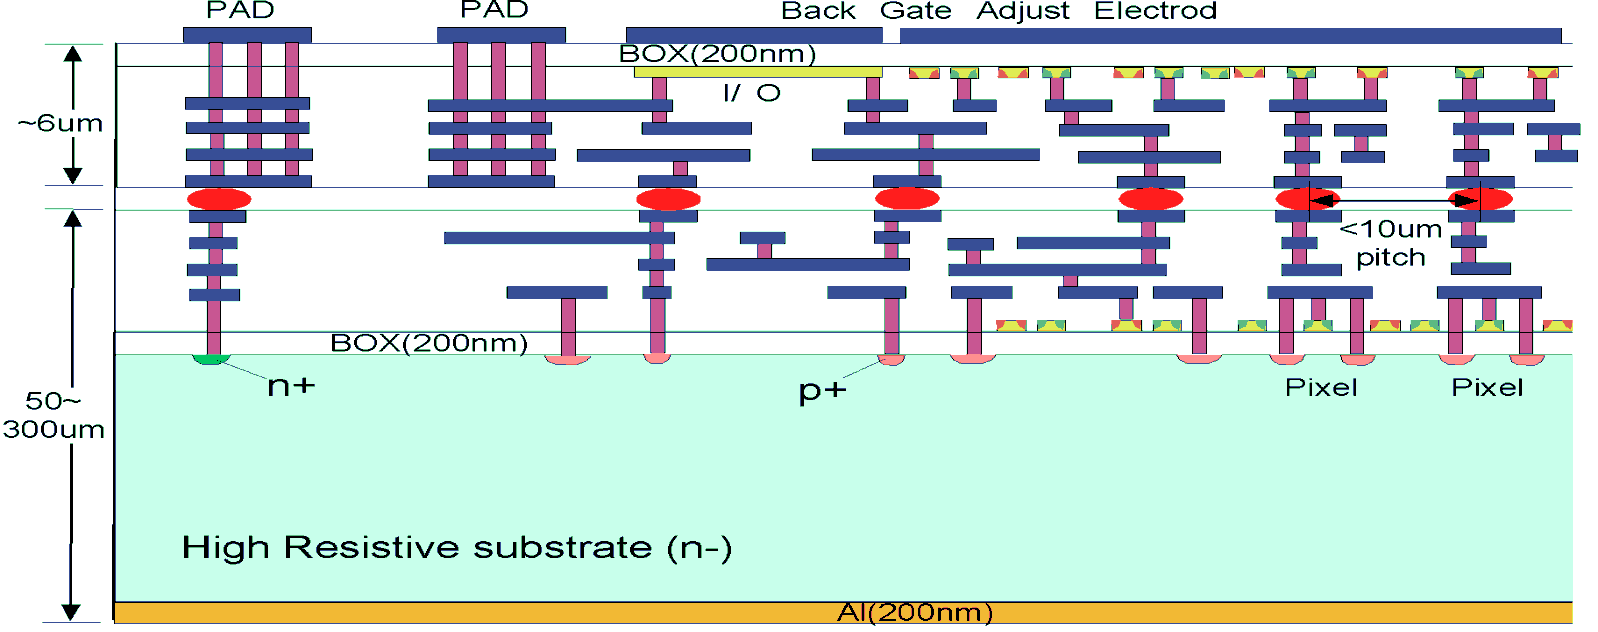 PAD
PAD
Back Gate Adjust Electrod
BOX(200nm)
I/ O
~6um
<10um
pitch
BOX(200nm)
n+
p+
Pixel
Pixel
50~
300um
High Resistive substrate (n-)
Al(200nm)